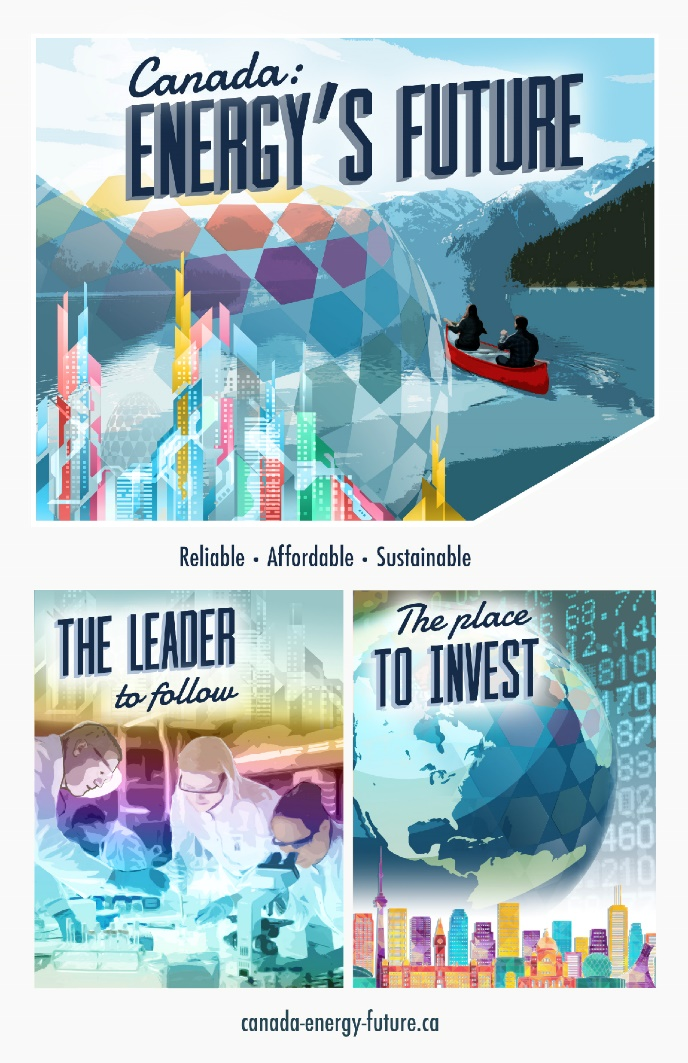 Canada:
ENERGY'S FUTURE
Reliable • Affordable • Sustainable
THE LEADER
to follow
The place
TO INVEST
canada-energy-future.ca